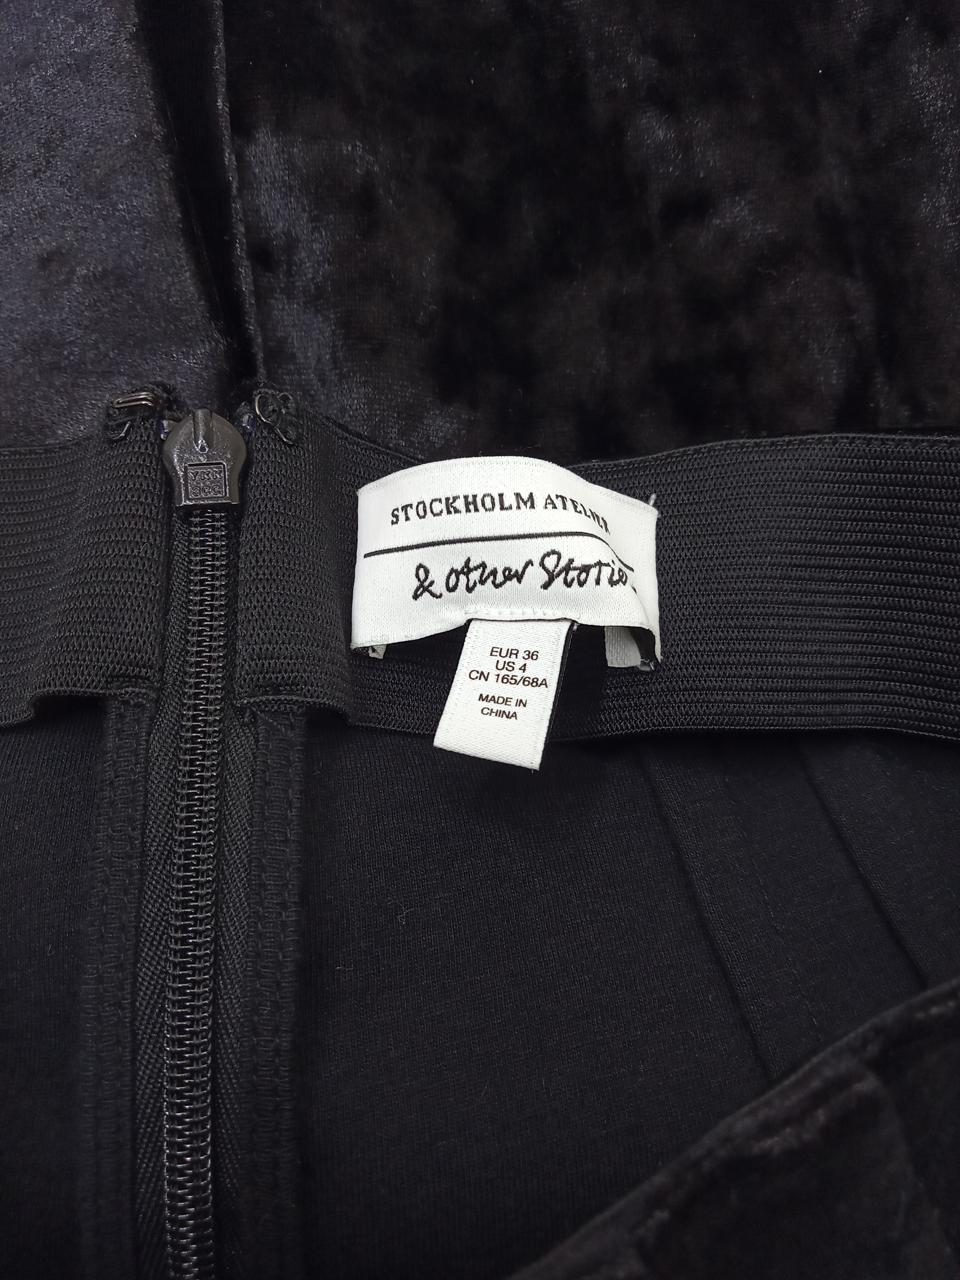 STOCKHOLM ATELIER
& other Stories
EUR 36
US 4
CN 165/68A
MADE IN
CHINA